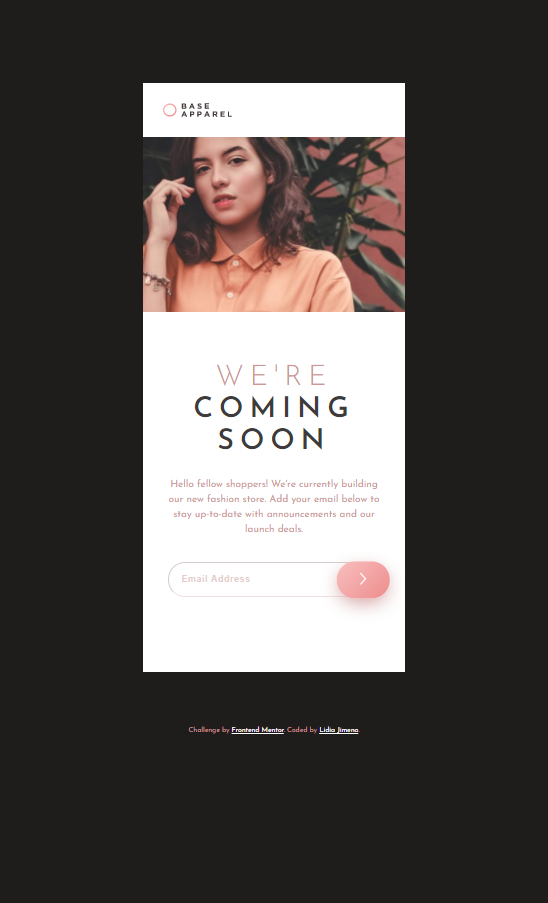 BASE
APPAREL
WE'RE
COMING
SOON
Hello fellow shoppers! We're currently building
our new fashion store. Add your email below to
stay up-to-date with announcements and our
launch deals.
Email Address
Challenge by Frontend Mentor. Coded by Lidia Jimeno.